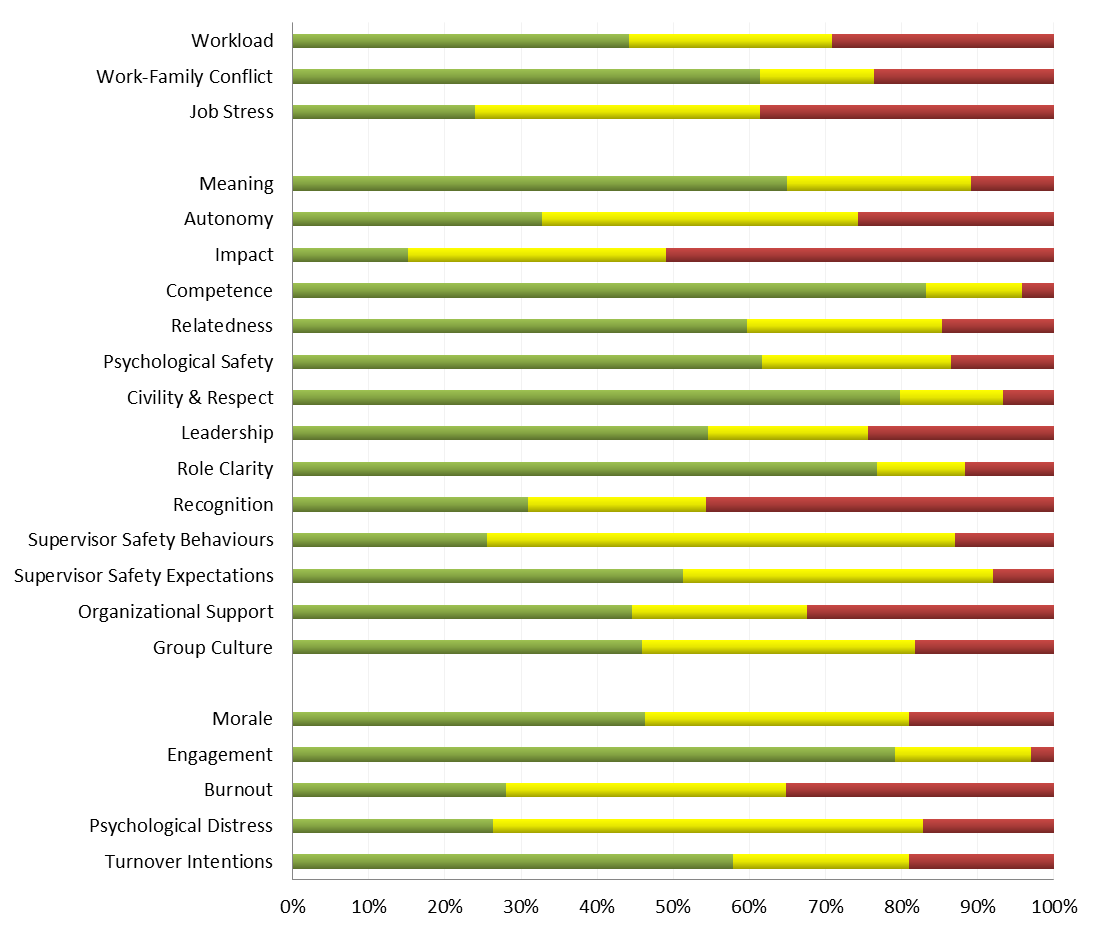 Workload
Work-Family Conflict
Job Stress
Meaning
Autonomy
Impact
Competence
Relatedness
Psychological Safety
Civility & Respect
Leadership
Role Clarity
Recognition
Supervisor Safety Behaviours
Supervisor Safety Expectations
Organizational Support
Group Culture
Morale
Engagement
Burnout
Psychological Distress
Turnover Intentions
0% 10% 20% 30% 40% 50% 60% 70% 80% 90% 100%